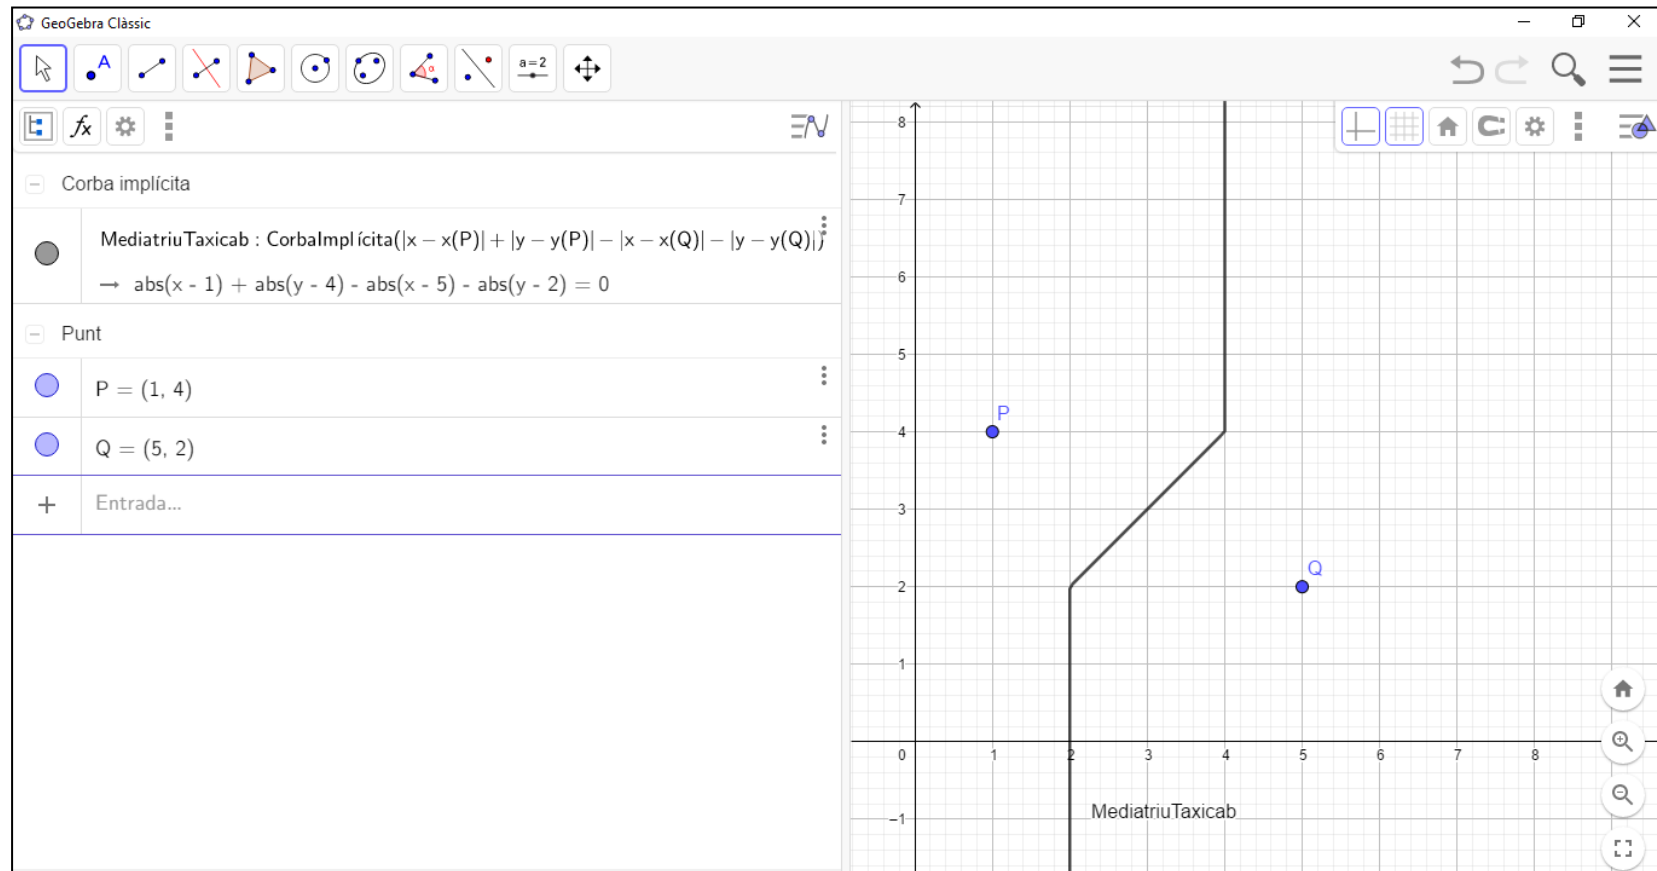 GeoGebra Clàssic
A
α
a=2
fx
Corba implícita
MediatriuTaxicab : CorbaImplícita(|x − x(P)| + |y − y(P)| − |x − x(Q)| − |y − y(Q)|)
→ abs(x - 1) + abs(y - 4) - abs(x - 5) - abs(y - 2) = 0
Punt
P = (1, 4)
Q = (5, 2)
+ Entrada...
8
7
6
5
4
3
2
1
0 1 2 3 4 5 6 7 8
−1
P
Q
MediatriuTaxicab